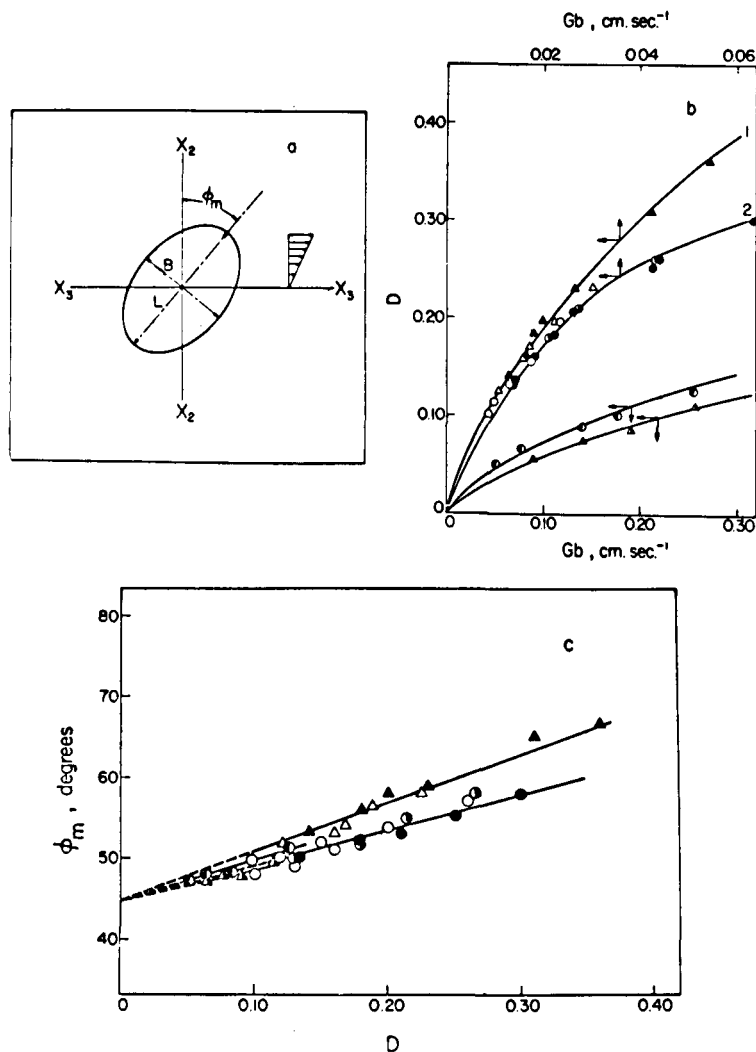 Gb , cm. sec.⁻¹
0.02 0.04 0.06
a
X₂
ϕm
B
X₃ X₃
L
X₂
b
0.40
0.30
0.20
0.10
0
D
1
2
0 0.10 0.20 0.30
Gb , cm. sec.⁻¹
c
80
70
60
50
40
ϕm , degrees
0 0.10 0.20 0.30 0.40
D